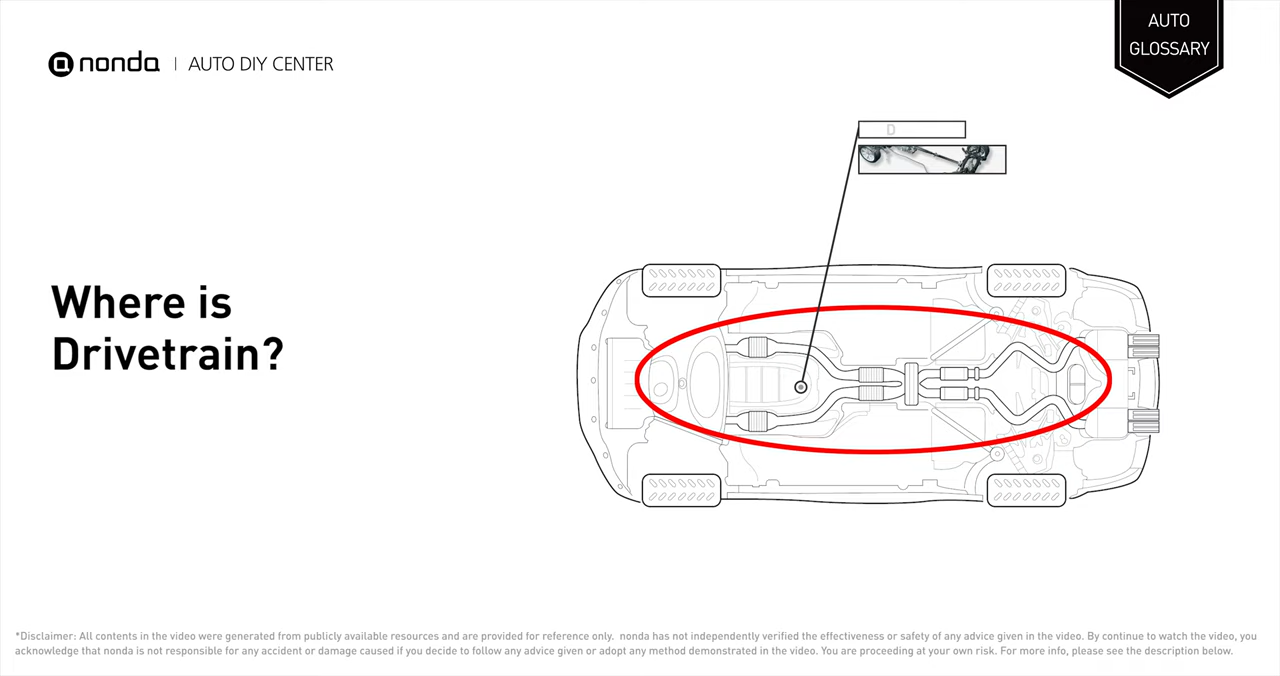 nonda | AUTO DIY CENTER
AUTO
GLOSSARY
D
Where is
Drivetrain?
*Disclaimer: All contents in the video were generated from publicly available resources and are provided for reference only. nonda has not independently verified the effectiveness or safety of any advice given in the video. By continue to watch the video, you
acknowledge that nonda is not responsible for any accident or damage caused if you decide to follow any advice given or adopt any method demonstrated in the video. You are proceeding at your own risk. For more info, please see the description below.